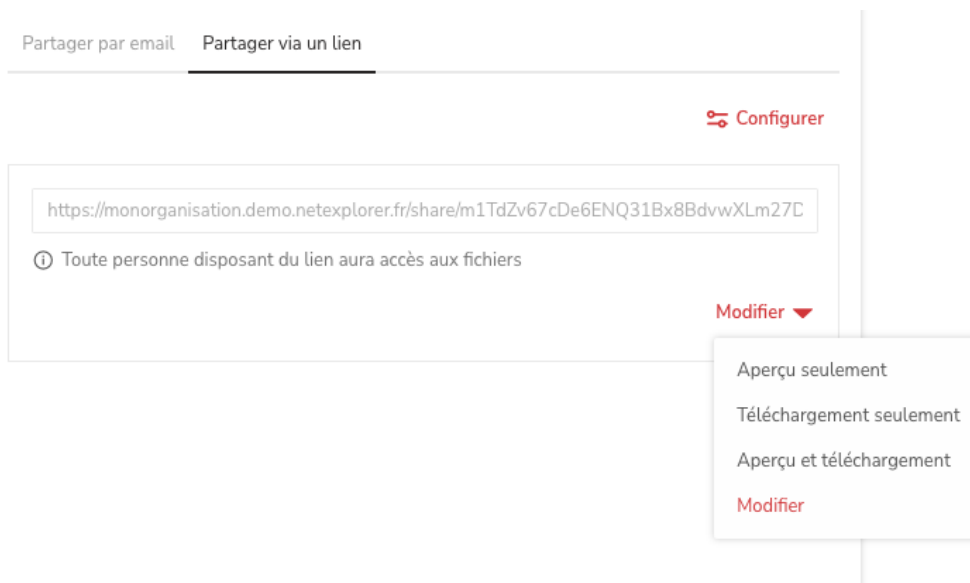 Partager par email Partager via un lien
Configurer
https://monorganisation.demo.netexplorer.fr/share/m1TdZv67cDe6ENQ31Bx8BdvwXLm27D
Toute personne disposant du lien aura accès aux fichiers
Modifier
Aperçu seulement
Téléchargement seulement
Aperçu et téléchargement
Modifier